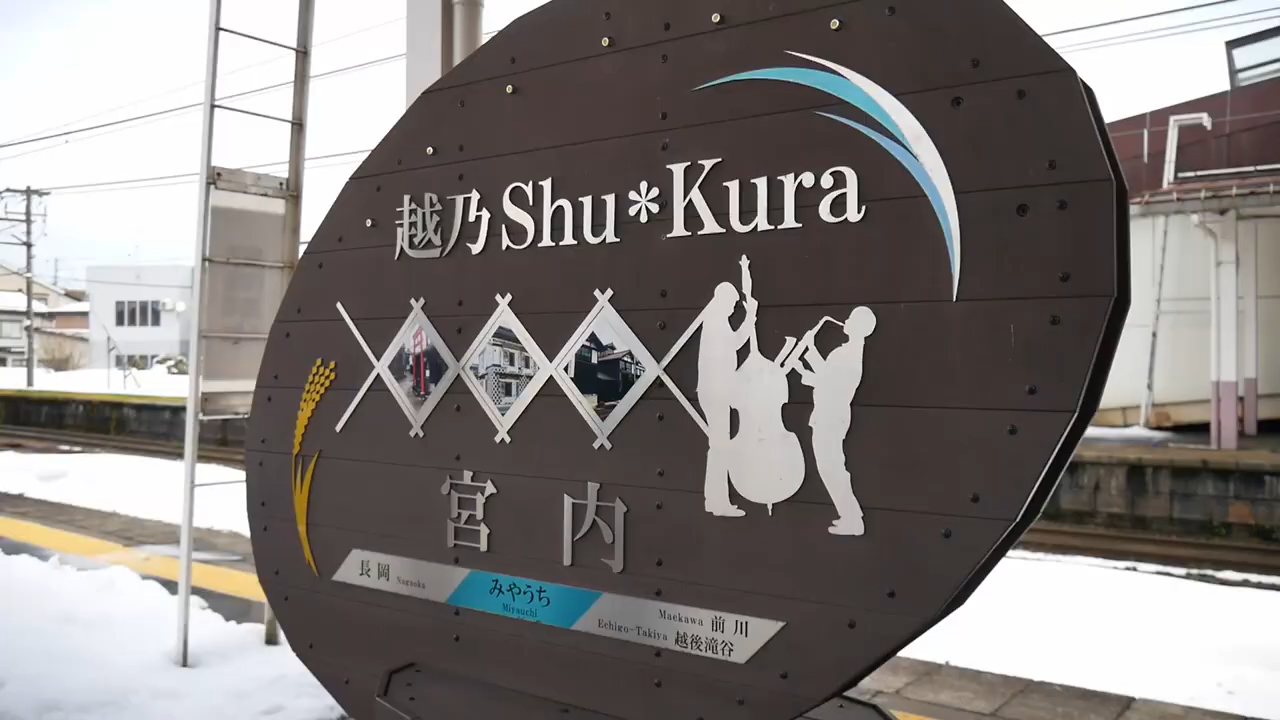 越乃Shu*Kura
宮内
長岡 Nagaoka
みやうち
Miyauchi
Maekawa 前川
Echigo-Takiya 越後滝谷